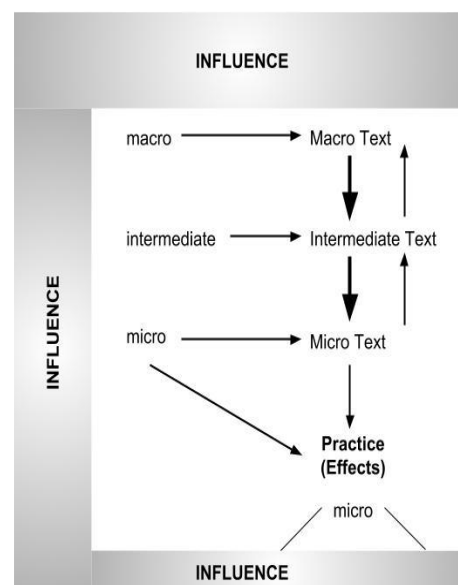 INFLUENCE
macro Macro Text
intermediate Intermediate Text
INFLUENCE
micro Micro Text
Practice
(Effects)
micro
INFLUENCE